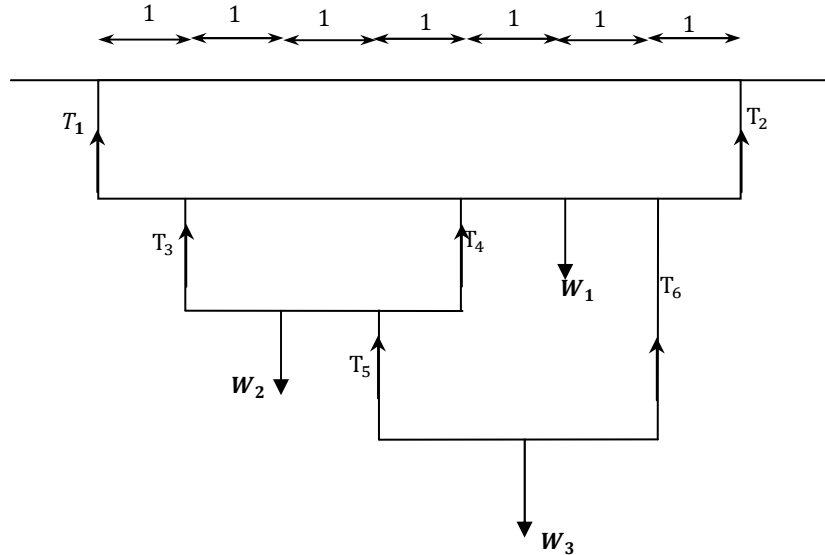 1 1 1 1 1 1 1
T₁ T₂
T₃ T₄
W₁ T₆
W₂ T₅
W₃